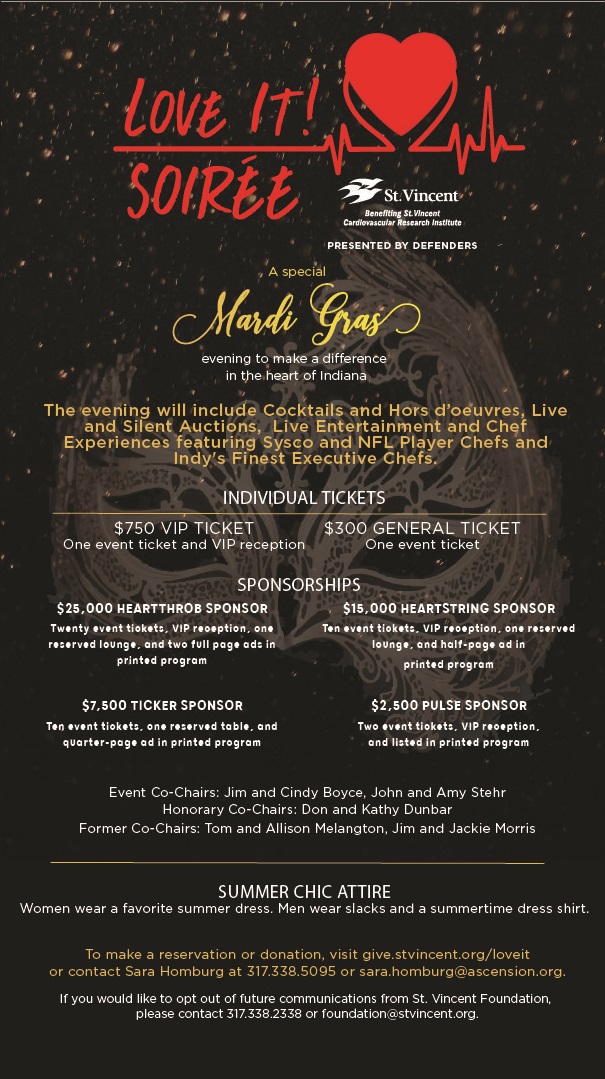 LOVE IT!
SOIRÉE
St.Vincent
Benefiting St.Vincent
Cardiovascular Research Institute
PRESENTED BY DEFENDERS
A special
Mardi Gras
evening to make a difference
in the heart of Indiana
The evening will include Cocktails and Hors d'oeuvres, Live
and Silent Auctions, Live Entertainment and Chef
Experiences featuring Sysco and NFL Player Chefs and
Indy's Finest Executive Chefs.
INDIVIDUAL TICKETS
$750 VIP TICKET
One event ticket and VIP reception
$300 GENERAL TICKET
One event ticket
SPONSORSHIPS
$25,000 HEARTTHROB SPONSOR
Twenty event tickets, VIP reception, one
reserved lounge, and two full page ads in
printed program
$15,000 HEARTSTRING SPONSOR
Ten event tickets, VIP reception, one reserved
lounge, and half-page ad in
printed program
$7,500 TICKER SPONSOR
Ten event tickets, one reserved table, and
quarter-page ad in printed program
$2,500 PULSE SPONSOR
Two event tickets, VIP reception,
and listed in printed program
Event Co-Chairs: Jim and Cindy Boyce, John and Amy Stehr
Honorary Co-Chairs: Don and Kathy Dunbar
Former Co-Chairs: Tom and Allison Melangton, Jim and Jackie Morris
SUMMER CHIC ATTIRE
Women wear a favorite summer dress. Men wear slacks and a summertime dress shirt.
To make a reservation or donation, visit give.stvincent.org/loveit
or contact Sara Homburg at 317.338.5095 or sara.homburg@ascension.org.
If you would like to opt out of future communications from St. Vincent Foundation,
please contact 317.338.2338 or foundation@stvincent.org.